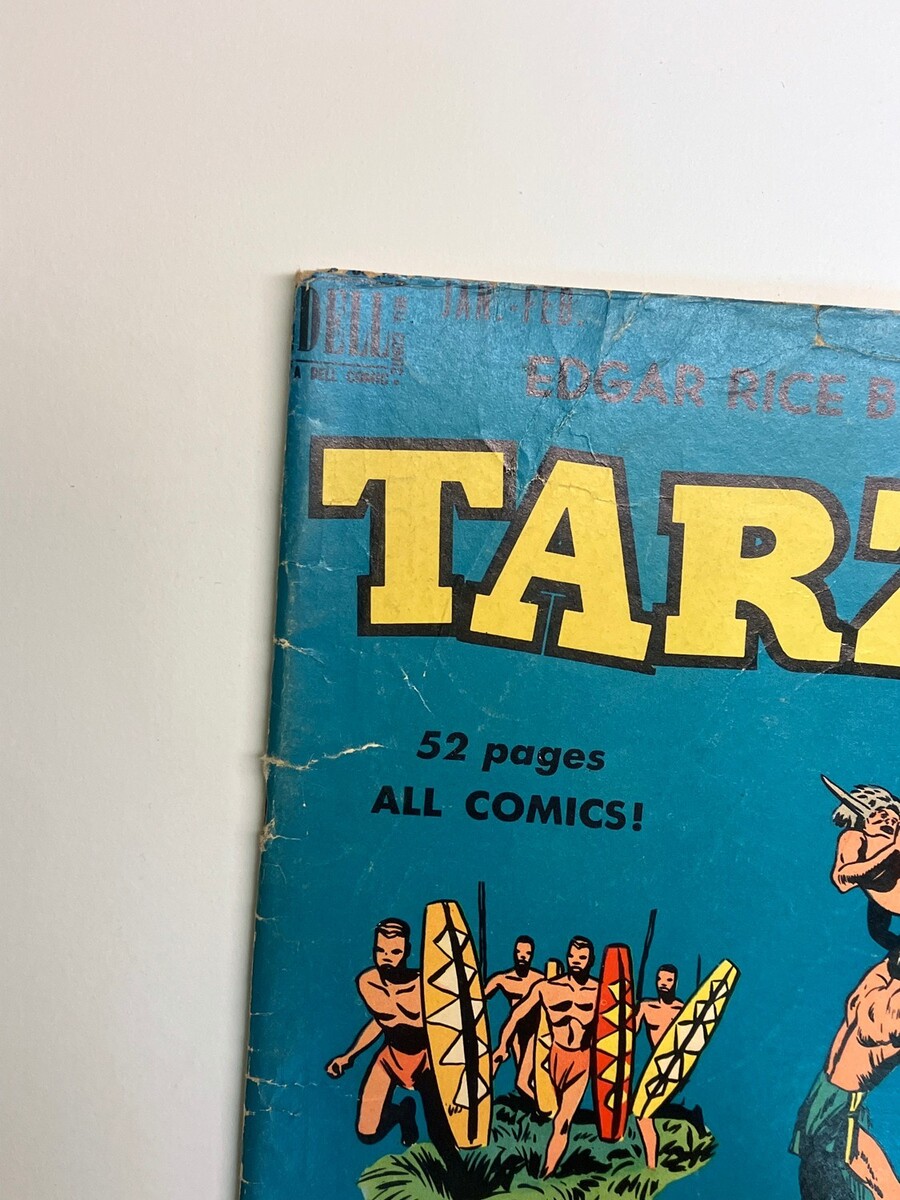 DELL
A DELL COMIC
JAN.-FEB.
EDGAR RICE B
TARZ
52 pages
ALL COMICS!